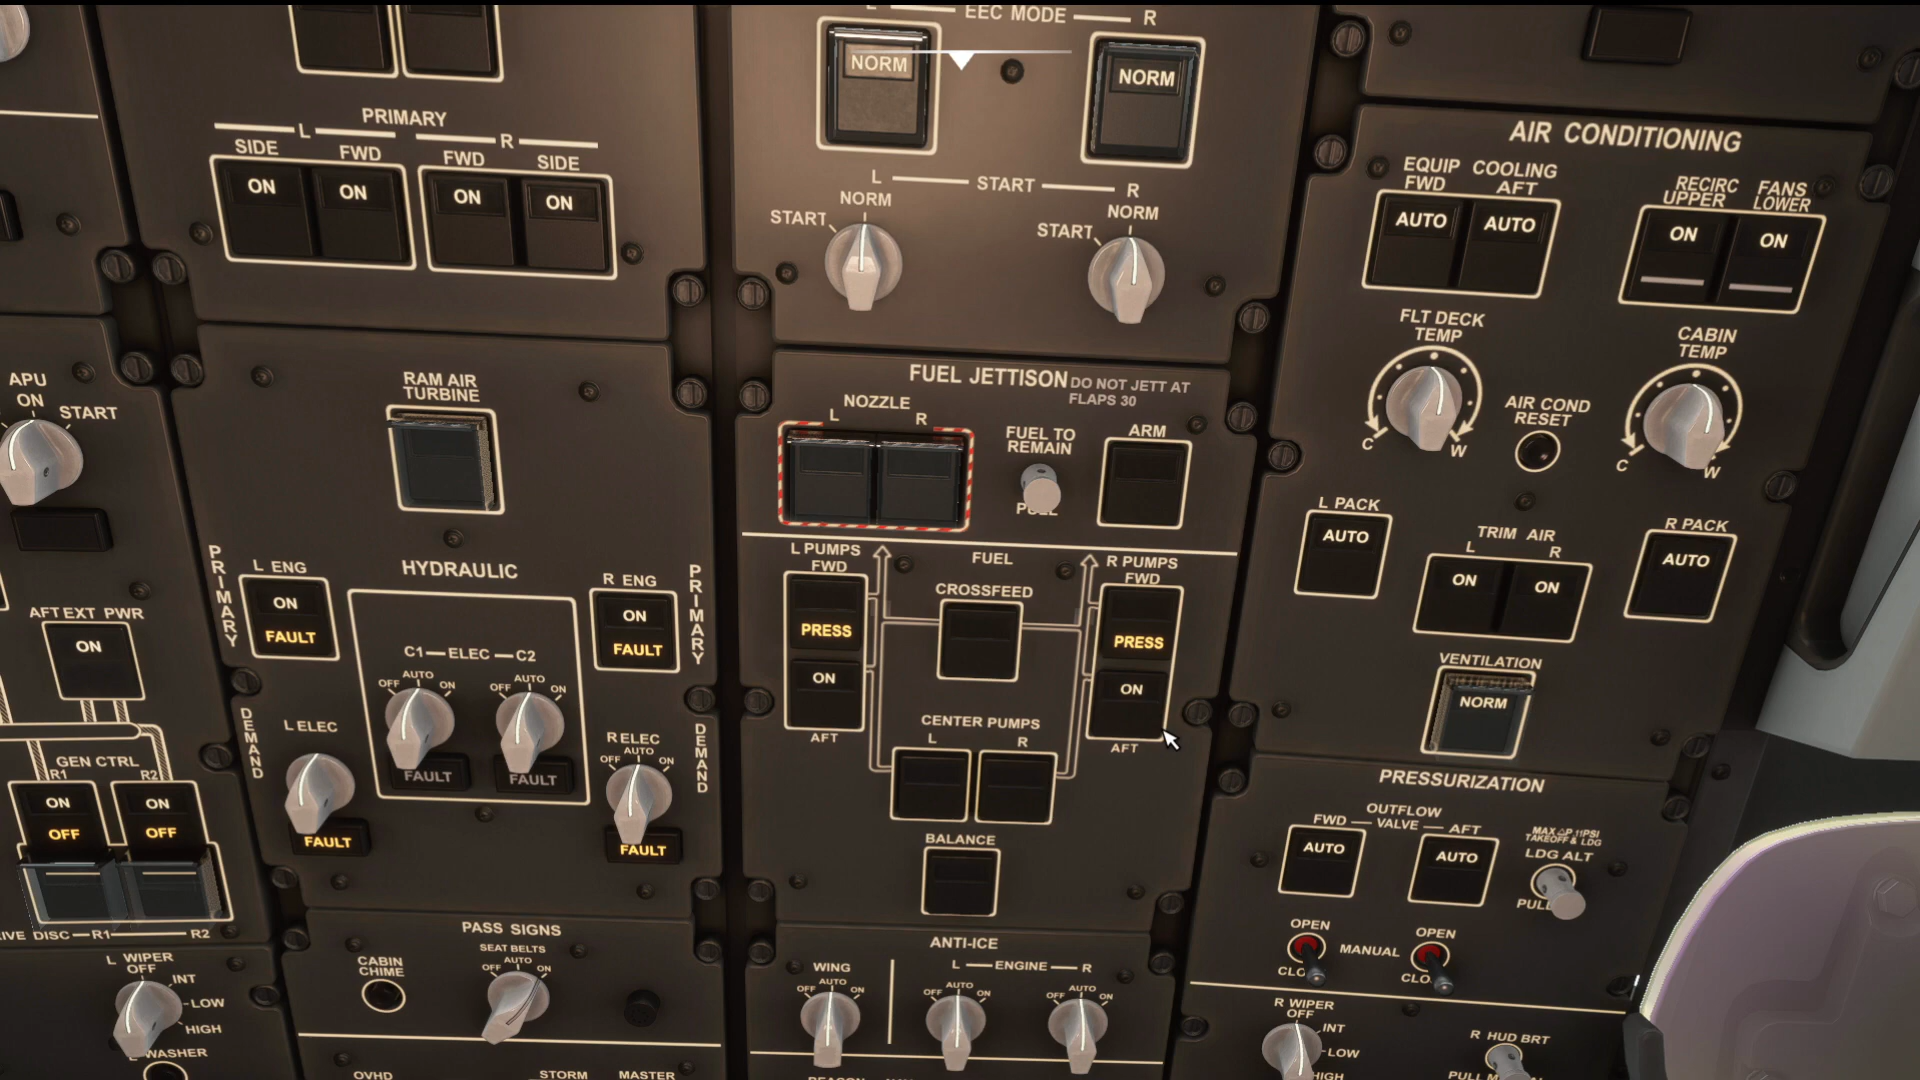 L EEC MODE R
NORM
NORM
L START R
NORM
START
NORM
START
PRIMARY
L
R
SIDE
FWD
FWD
SIDE
ON
ON
ON
ON
AIR CONDITIONING
EQUIP COOLING
FWD
AFT
AUTO
AUTO
RECIRC FANS
UPPER
LOWER
ON
ON
FLT DECK
TEMP
C
W
AIR COND
RESET
CABIN
TEMP
C
W
L PACK
AUTO
TRIM AIR
L
R
ON
ON
R PACK
AUTO
VENTILATION
NORM
APU
ON
START
RAM AIR
TURBINE
FUEL JETTISON
DO NOT JETT AT
FLAPS 30
NOZZLE
L
R
FUEL TO
REMAIN
ARM
PRIMARY
L ENG
ON
FAULT
HYDRAULIC
R ENG
ON
FAULT
PRIMARY
C1 ELEC C2
OFF
AUTO
ON
OFF
AUTO
ON
FAULT
FAULT
DEMAND
L ELEC
FAULT
R ELEC
OFF
AUTO
ON
FAULT
DEMAND
L PUMPS
FWD
PRESS
ON
AFT
FUEL
CROSSFEED
R PUMPS
FWD
PRESS
ON
AFT
CENTER PUMPS
L
R
BALANCE
AFT EXT PWR
ON
GEN CTRL
R1
R2
ON
OFF
ON
OFF
DISC R1 R2
PRESSURIZATION
OUTFLOW
FWD VALVE AFT
AUTO
AUTO
MAX △P .11PSI
TAKEOFF & LDG
LDG ALT
OPEN
MANUAL
OPEN
L WIPER
OFF
INT
LOW
HIGH
WASHER
PASS SIGNS
CABIN
CHIME
SEAT BELTS
OFF
AUTO
ON
OVHD
STORM
MASTER
ANTI-ICE
WING
OFF
AUTO
ON
L ENGINE R
OFF
AUTO
ON
OFF
AUTO
ON
R WIPER
OFF
INT
LOW
HIGH
R HUD BRT